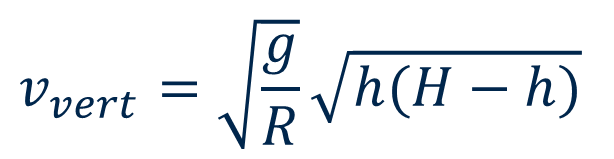 v_vert = √(g/R) √(h(H − h))